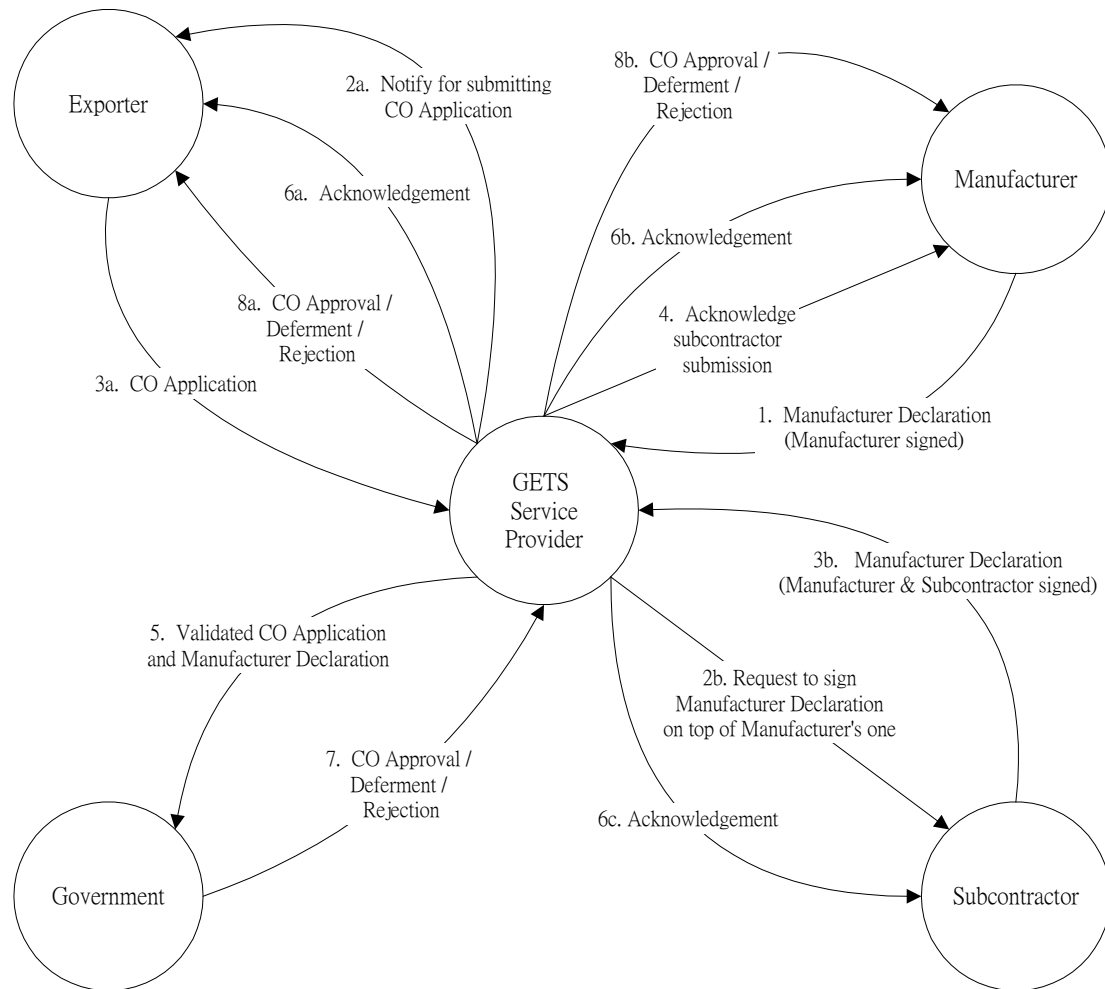 Exporter
2a. Notify for submitting
CO Application
8b. CO Approval /
Deferment /
Rejection
Manufacturer
6a. Acknowledgement
6b. Acknowledgement
8a. CO Approval /
Deferment /
Rejection
4. Acknowledge
subcontractor
submission
3a. CO Application
1. Manufacturer Declaration
(Manufacturer signed)
GETS
Service
Provider
3b. Manufacturer Declaration
(Manufacturer & Subcontractor signed)
5. Validated CO Application
and Manufacturer Declaration
2b. Request to sign
Manufacturer Declaration
on top of Manufacturer's one
7. CO Approval /
Deferment /
Rejection
6c. Acknowledgement
Government
Subcontractor